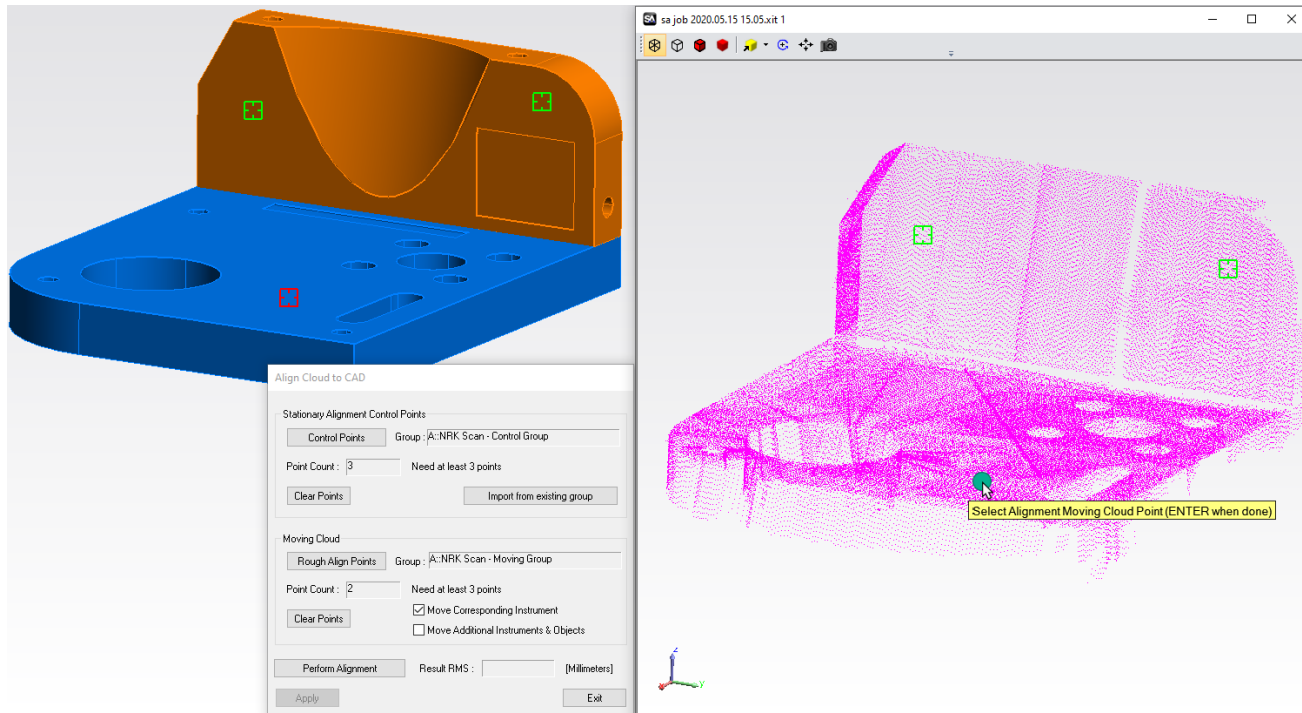 SA sa job 2020.05.15 15.05.xit 1
Align Cloud to CAD
Stationary Alignment Control Points
Control Points Group : A::NRK Scan - Control Group
Point Count : 3 Need at least 3 points
Clear Points Import from existing group
Moving Cloud
Rough Align Points Group : A::NRK Scan - Moving Group
Point Count : 2 Need at least 3 points
Clear Points
Move Corresponding Instrument
Move Additional Instruments & Objects
Perform Alignment Result RMS : [Millimeters]
Apply Exit
Select Alignment Moving Cloud Point (ENTER when done)
z
y